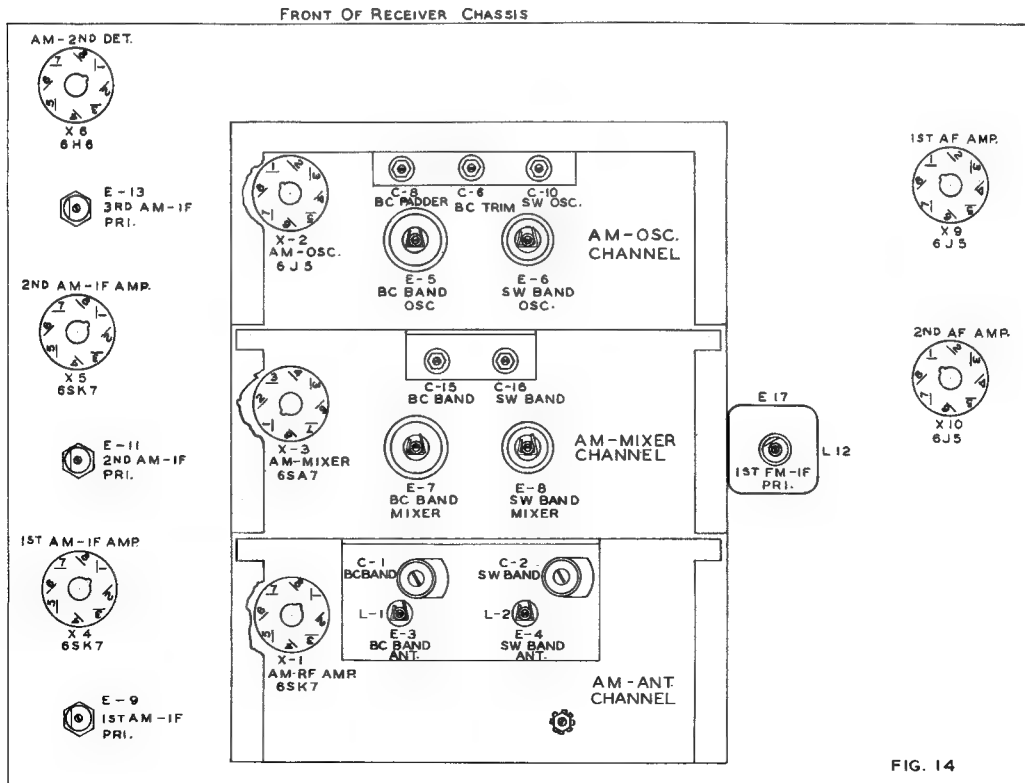 FRONT OF RECEIVER CHASSIS
AM-2ND DET.
X 6
6H6
E-13
3RD AM-IF
PRI.
2ND AM-IF AMP.
X 5
6SK7
E-11
2ND AM-IF
PRI.
1ST AM-IF AMP.
X 4
6SK7
E-9
1ST AM-IF
PRI.
C-8
BC PADDER
C-6
BC TRIM
C-10
SW OSC.
X-2
AM-OSC.
6J5
E-5
BC BAND
OSC
E-6
SW BAND
OSC.
AM-OSC.
CHANNEL
C-15
BC BAND
C-16
SW BAND
X-3
AM-MIXER
6SA7
E-7
BC BAND
MIXER
E-8
SW BAND
MIXER
AM-MIXER
CHANNEL
C-1
BCBAND
C-2
SW BAND
L-1
E-3
BC BAND
ANT.
L-2
E-4
SW BAND
ANT.
X-1
AM-RF AMP.
6SK7
AM-ANT.
CHANNEL
1ST AF AMP.
X 9
6J5
2ND AF AMP.
X10
6J5
E 17
L 12
1ST FM-IF
PRI.
FIG. 14